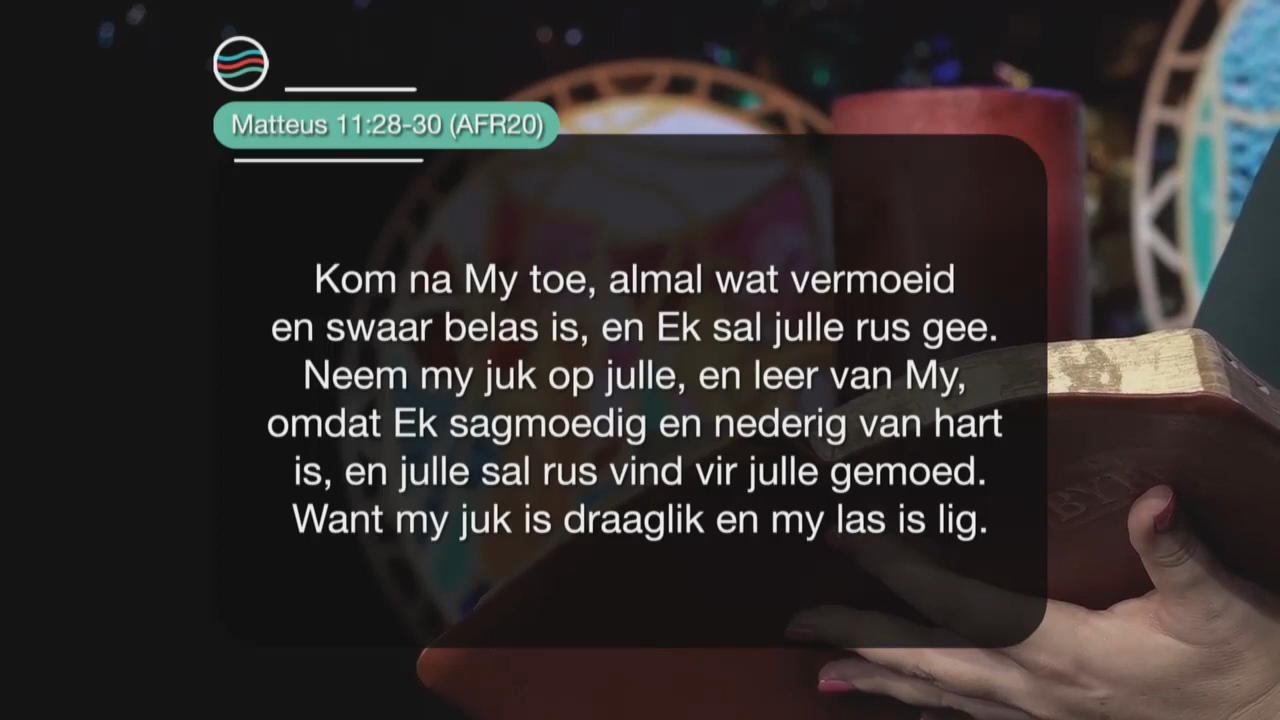 Matteus 11:28-30 (AFR20)
Kom na My toe, almal wat vermoeid
en swaar belas is, en Ek sal julle rus gee.
Neem my juk op julle, en leer van My,
omdat Ek sagmoedig en nederig van hart
is, en julle sal rus vind vir julle gemoed.
Want my juk is draaglik en my las is lig.